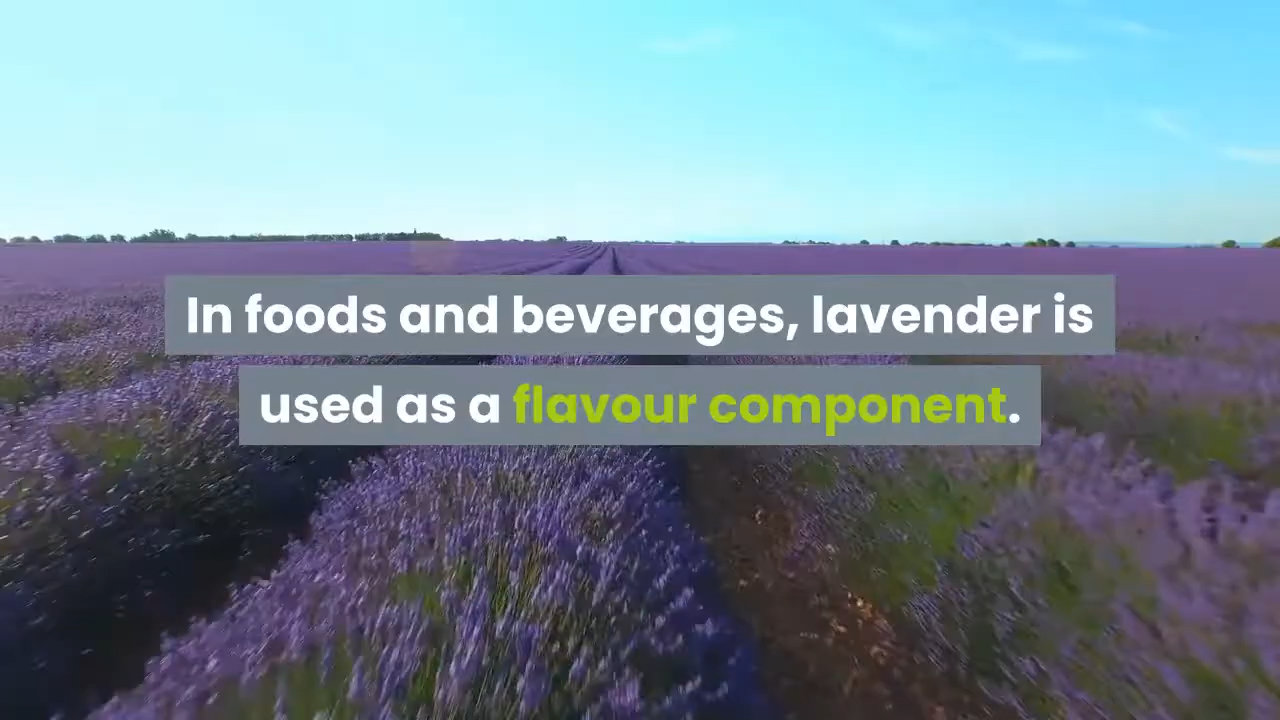 In foods and beverages, lavender is
used as a flavour component.